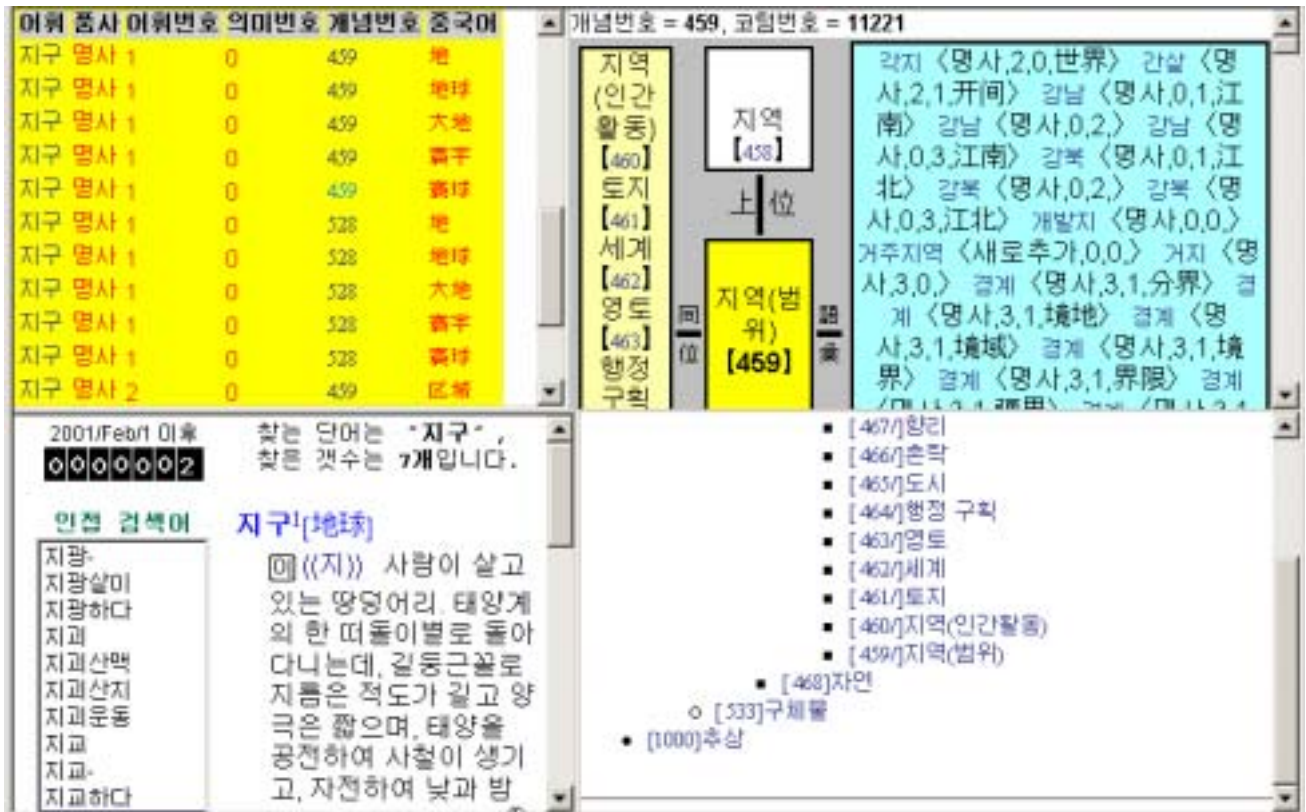 어휘 품사 어휘번호 의미번호 개념번호 중국어
지구 명사 1 0 459 地
지구 명사 1 0 459 地球
지구 명사 1 0 459 大地
지구 명사 1 0 459 寰宇
지구 명사 1 0 459 寰球
지구 명사 1 0 528 地
지구 명사 1 0 528 地球
지구 명사 1 0 528 大地
지구 명사 1 0 528 寰宇
지구 명사 1 0 528 寰球
지구 명사 2 0 459 区域
개념번호 = 459, 코텀번호 = 11221
지역
(인간
활동)
【460】
토지
【461】
세계
【462】
영토
【463】
행정
구획
同
位
지역
【458】
上 位
지역(범
위)
【459】
語
彙
각지 〈명사,2,0,世界〉 간살 〈명
사,2,1,开间〉 강남 〈명사,0,1,江
南〉 강남 〈명사,0,2,〉 강남 〈명
사,0,3,江南〉 강북 〈명사,0,1,江
北〉 강북 〈명사,0,2,〉 강북 〈명
사,0,3,江北〉 개발지 〈명사,0,0,〉
거주지역 〈새로추가,0,0,〉 거지 〈명
사,3,0,〉 경계 〈명사,3,1,分界〉 경
계 〈명사,3,1,境地〉 경계 〈명
사,3,1,境域〉 경계 〈명사,3,1,境
界〉 경계 〈명사,3,1,界限〉 경계
2001/Feb/1 이후
0000002
인접 검색어
지광-
지광살미
지광하다
지괴
지괴산맥
지괴산지
지괴운동
지교
지교-
지교하다
찾는 단어는 "지구",
찾은 갯수는 7개입니다.
지구1[地球]
이 ((지)) 사람이 살고
있는 땅덩어리. 태양계
의 한 떠돌이별로 돌아
다니는데, 길둥근꼴로
지름은 적도가 길고 양
극은 짧으며, 태양을
공전하여 사철이 생기
고, 자전하여 낮과 밤
[467/]향리
[466/]촌락
[465/]도시
[464/]행정 구획
[463/]영토
[462/]세계
[461/]토지
[460/]지역(인간활동)
[459/]지역(범위)
[468]자연
[533]구체물
[1000]추상